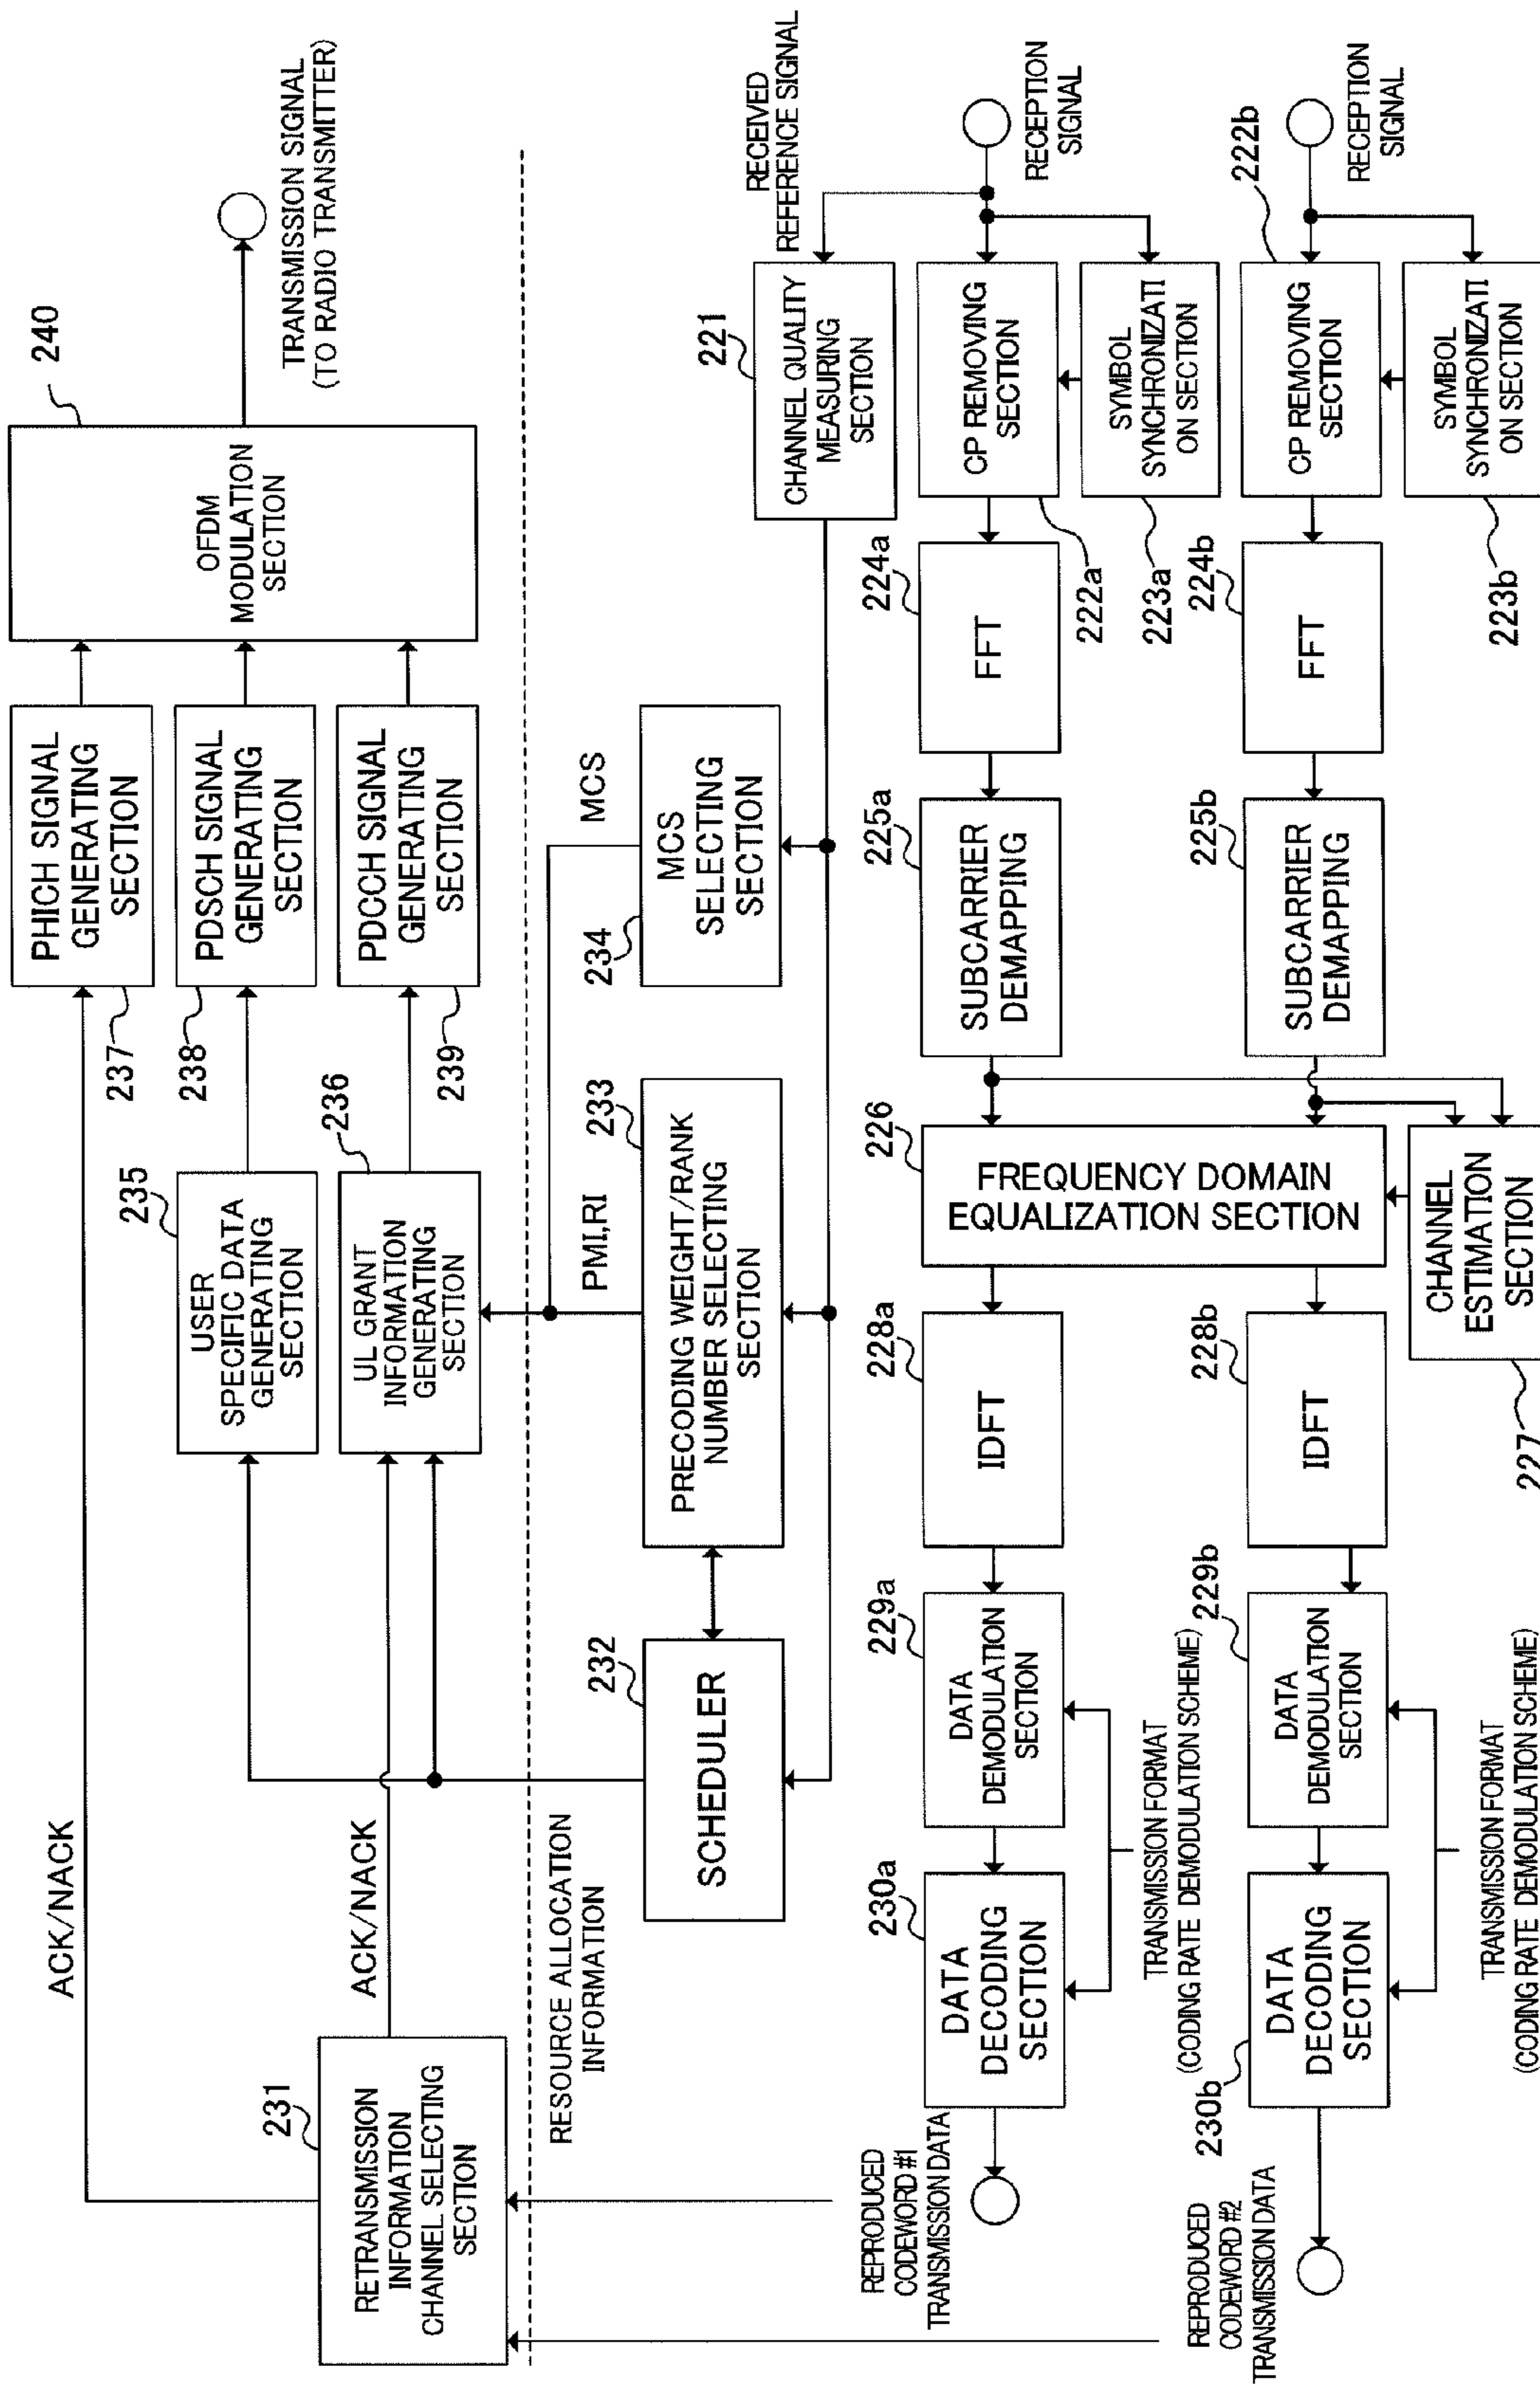 ACK/NACK
237
PHICH SIGNAL
GENERATING
SECTION
240
OFDM
MODULATION
SECTION
TRANSMISSION SIGNAL
(TO RADIO TRANSMITTER)
235
USER
SPECIFIC DATA
GENERATING
SECTION
238
PDSCH SIGNAL
GENERATING
SECTION
231
RETRANSMISSION
INFORMATION
CHANNEL SELECTING
SECTION
ACK/NACK
236
UL GRANT
INFORMATION
GENERATING
SECTION
239
PDCCH SIGNAL
GENERATING
SECTION
RESOURCE ALLOCATION
INFORMATION
PMI,RI
MCS
232
SCHEDULER
233
PRECODING WEIGHT/RANK
NUMBER SELECTING
SECTION
234
MCS
SELECTING
SECTION
221
CHANNEL QUALITY
MEASURING
SECTION
RECEIVED
REFERENCE SIGNAL
REPRODUCED
CODEWORD #1
TRANSMISSION DATA
230a
DATA
DECODING
SECTION
229a
DATA
DEMODULATION
SECTION
TRANSMISSION FORMAT
(CODING RATE DEMODULATION SCHEME)
228a
IDFT
226
FREQUENCY DOMAIN
EQUALIZATION SECTION
225a
SUBCARRIER
DEMAPPING
224a
FFT
222a
CP REMOVING
SECTION
RECEPTION
SIGNAL
223a
SYMBOL
SYNCHRONIZATI
ON SECTION
REPRODUCED
CODEWORD #2
TRANSMISSION DATA
230b
DATA
DECODING
SECTION
229b
DATA
DEMODULATION
SECTION
TRANSMISSION FORMAT
(CODING RATE DEMODULATION SCHEME)
228b
IDFT
227
CHANNEL
ESTIMATION
SECTION
225b
SUBCARRIER
DEMAPPING
224b
FFT
222b
CP REMOVING
SECTION
RECEPTION
SIGNAL
223b
SYMBOL
SYNCHRONIZATI
ON SECTION